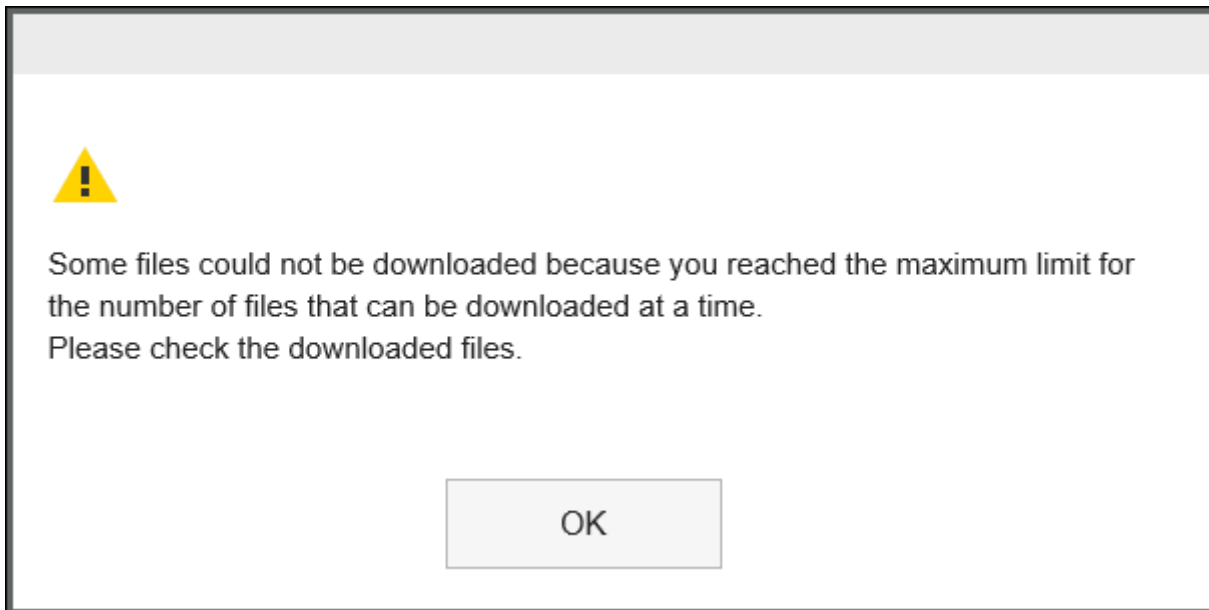 Some files could not be downloaded because you reached the maximum limit for
the number of files that can be downloaded at a time.
Please check the downloaded files.
OK